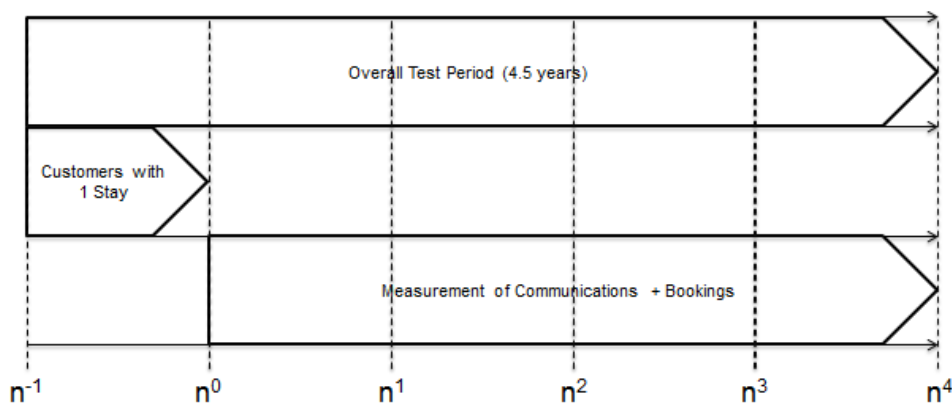 Overall Test Period (4.5 years)
Customers with
1 Stay
Measurement of Communications + Bookings
n⁻¹ n⁰ n¹ n² n³ n⁴